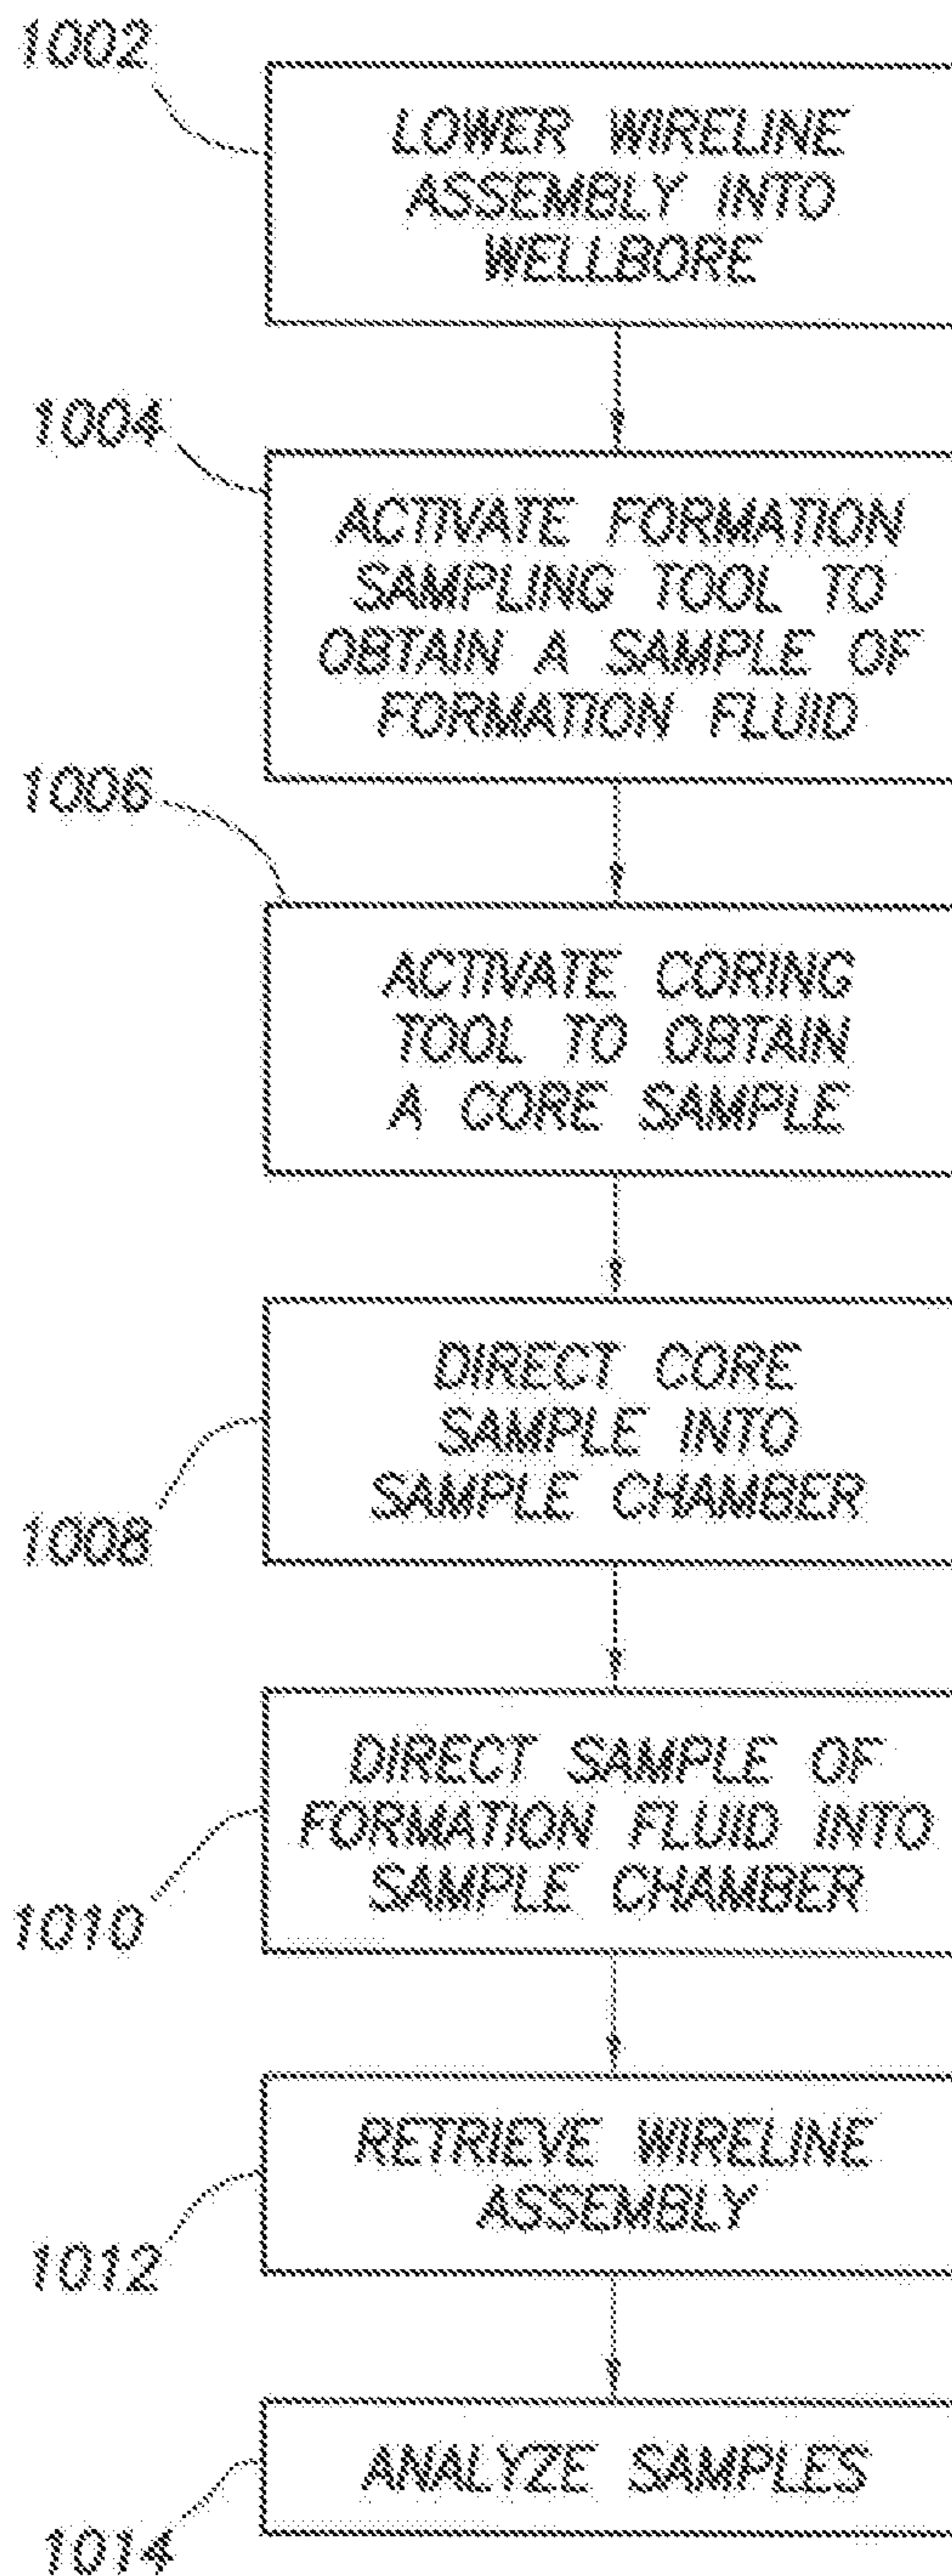 1002
LOWER WIRELINE
ASSEMBLY INTO
WELLBORE
1004
ACTIVATE FORMATION
SAMPLING TOOL TO
OBTAIN A SAMPLE OF
FORMATION FLUID
1006
ACTIVATE CORING
TOOL TO OBTAIN
A CORE SAMPLE
DIRECT CORE
SAMPLE INTO
SAMPLE CHAMBER
1008
DIRECT SAMPLE OF
FORMATION FLUID INTO
SAMPLE CHAMBER
1010
RETRIEVE WIRELINE
ASSEMBLY
1012
ANALYZE SAMPLES
1014